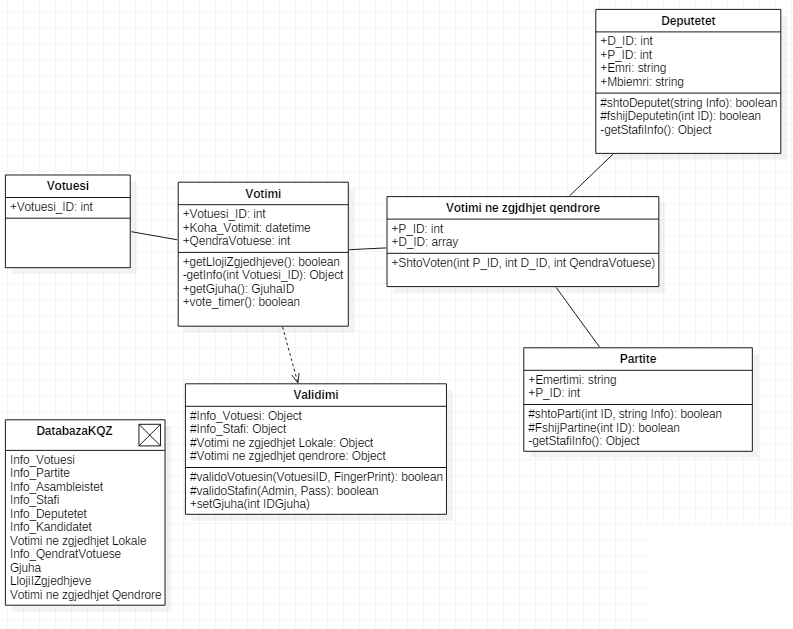 Deputetet
+D_ID: int
+P_ID: int
+Emri: string
+Mbiemri: string
#shtoDeputet(string Info): boolean
#fshijDeputetin(int ID): boolean
-getStafiInfo(): Object
Votuesi
+Votuesi_ID: int
Votimi
+Votuesi_ID: int
+Koha_Votimit: datetime
+QendraVotuese: int
+getLlojiZgjedhjeve(): boolean
-getInfo(int Votuesi_ID): Object
+getGjuha(): GjuhaID
+vote_timer(): boolean
Votimi ne zgjdhjet qendrore
+P_ID: int
+D_ID: array
+ShtoVoten(int P_ID, int D_ID, int QendraVotuese)
Partite
+Emertimi: string
+P_ID: int
#shtoParti(int ID, string Info): boolean
#FshijPartine(int ID): boolean
-getStafiInfo(): Object
Validimi
#Info_Votuesi: Object
#Info_Stafi: Object
#Votimi ne zgjedhjet Lokale: Object
#Votimi ne zgjedhjet qendrore: Object
#validoVotuesin(VotuesiID, FingerPrint): boolean
#validoStafin(Admin, Pass): boolean
+setGjuha(int IDGjuha)
DatabazaKQZ
Info_Votuesi
Info_Partite
Info_Asambleistet
Info_Stafi
Info_Deputetet
Info_Kandidatet
Votimi ne zgjedhjet Lokale
Info_QendratVotuese
Gjuha
LlojiIZgjedhjeve
Votimi ne zgjedhjet Qendrore